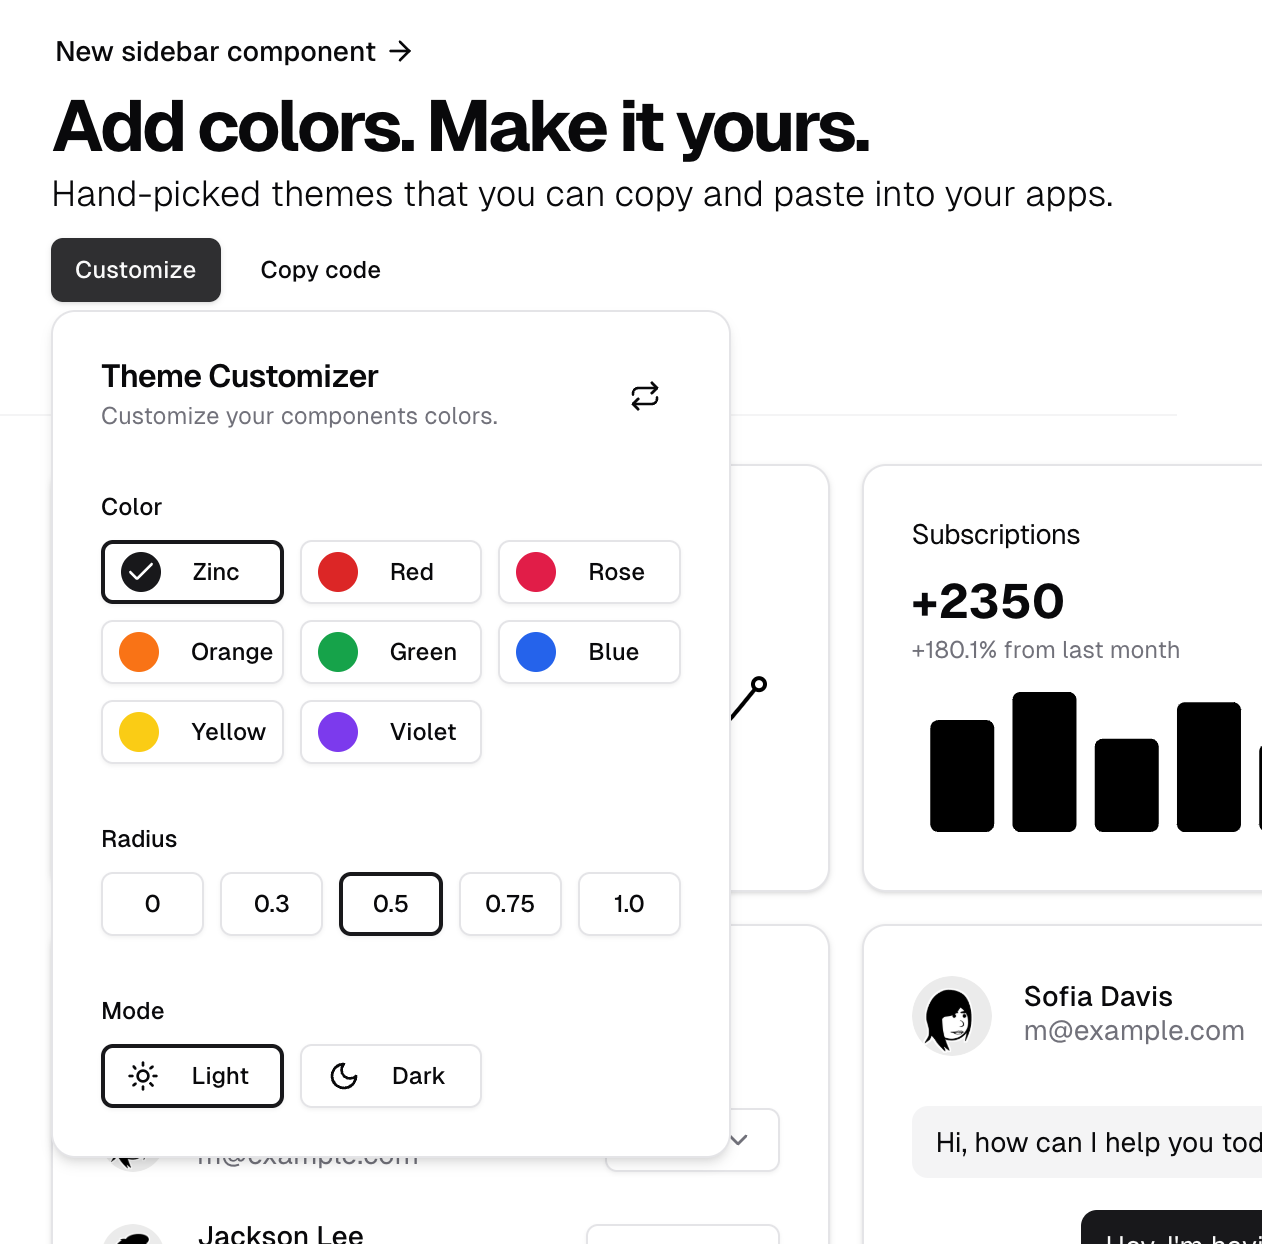 New sidebar component →
Add colors. Make it yours.
Hand-picked themes that you can copy and paste into your apps.
Customize
Copy code
Theme Customizer
Customize your components colors.
Color
Zinc
Red
Rose
Orange
Green
Blue
Yellow
Violet
Radius
0
0.3
0.5
0.75
1.0
Mode
Light
Dark
m@example.com
Jackson Lee
Subscriptions
+2350
+180.1% from last month
Sofia Davis
m@example.com
Hi, how can I help you tod
Hey, I'm